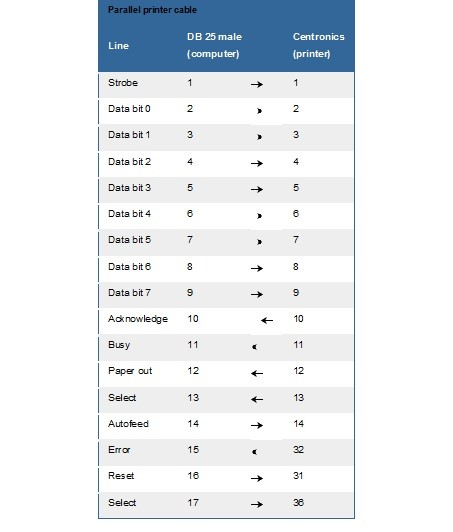 Parallel printer cable
Line DB 25 male (computer) Centronics (printer)
Strobe 1 → 1
Data bit 0 2 › 2
Data bit 1 3 › 3
Data bit 2 4 → 4
Data bit 3 5 → 5
Data bit 4 6 › 6
Data bit 5 7 › 7
Data bit 6 8 → 8
Data bit 7 9 → 9
Acknowledge 10 ← 10
Busy 11 ‹ 11
Paper out 12 ← 12
Select 13 ← 13
Autofeed 14 → 14
Error 15 ‹ 32
Reset 16 → 31
Select 17 → 36